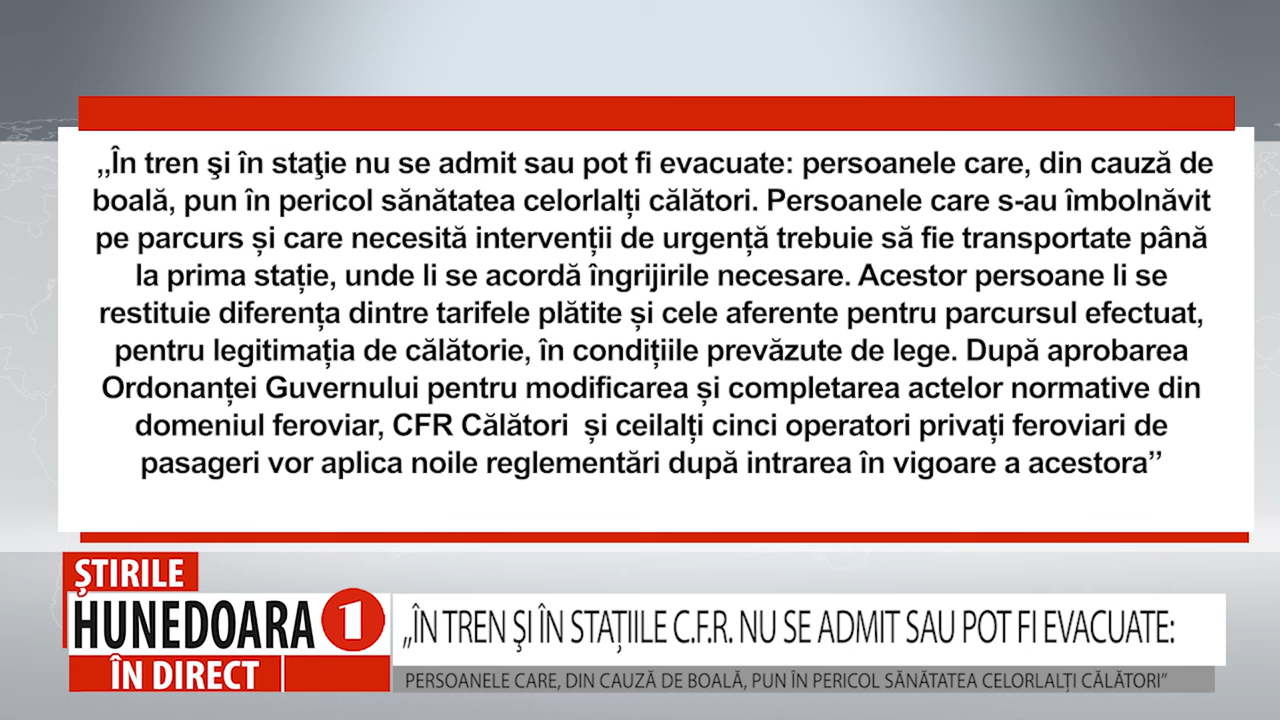 „În tren şi în staţie nu se admit sau pot fi evacuate: persoanele care, din cauză de
boală, pun în pericol sănătatea celorlalți călători. Persoanele care s-au îmbolnăvit
pe parcurs și care necesită intervenții de urgență trebuie să fie transportate până
la prima stație, unde li se acordă îngrijirile necesare. Acestor persoane li se
restituie diferența dintre tarifele plătite și cele aferente pentru parcursul efectuat,
pentru legitimația de călătorie, în condițiile prevăzute de lege. După aprobarea
Ordonanței Guvernului pentru modificarea și completarea actelor normative din
domeniul feroviar, CFR Călători și ceilalți cinci operatori privați feroviari de
pasageri vor aplica noile reglementări după intrarea în vigoare a acestora”
ȘTIRILE
HUNEDOARA 1
ÎN DIRECT
„ÎN TREN ŞI ÎN STAȚIILE C.F.R. NU SE ADMIT SAU POT FI EVACUATE:
PERSOANELE CARE, DIN CAUZĂ DE BOALĂ, PUN ÎN PERICOL SĂNĂTATEA CELORLALȚI CĂLĂTORI”